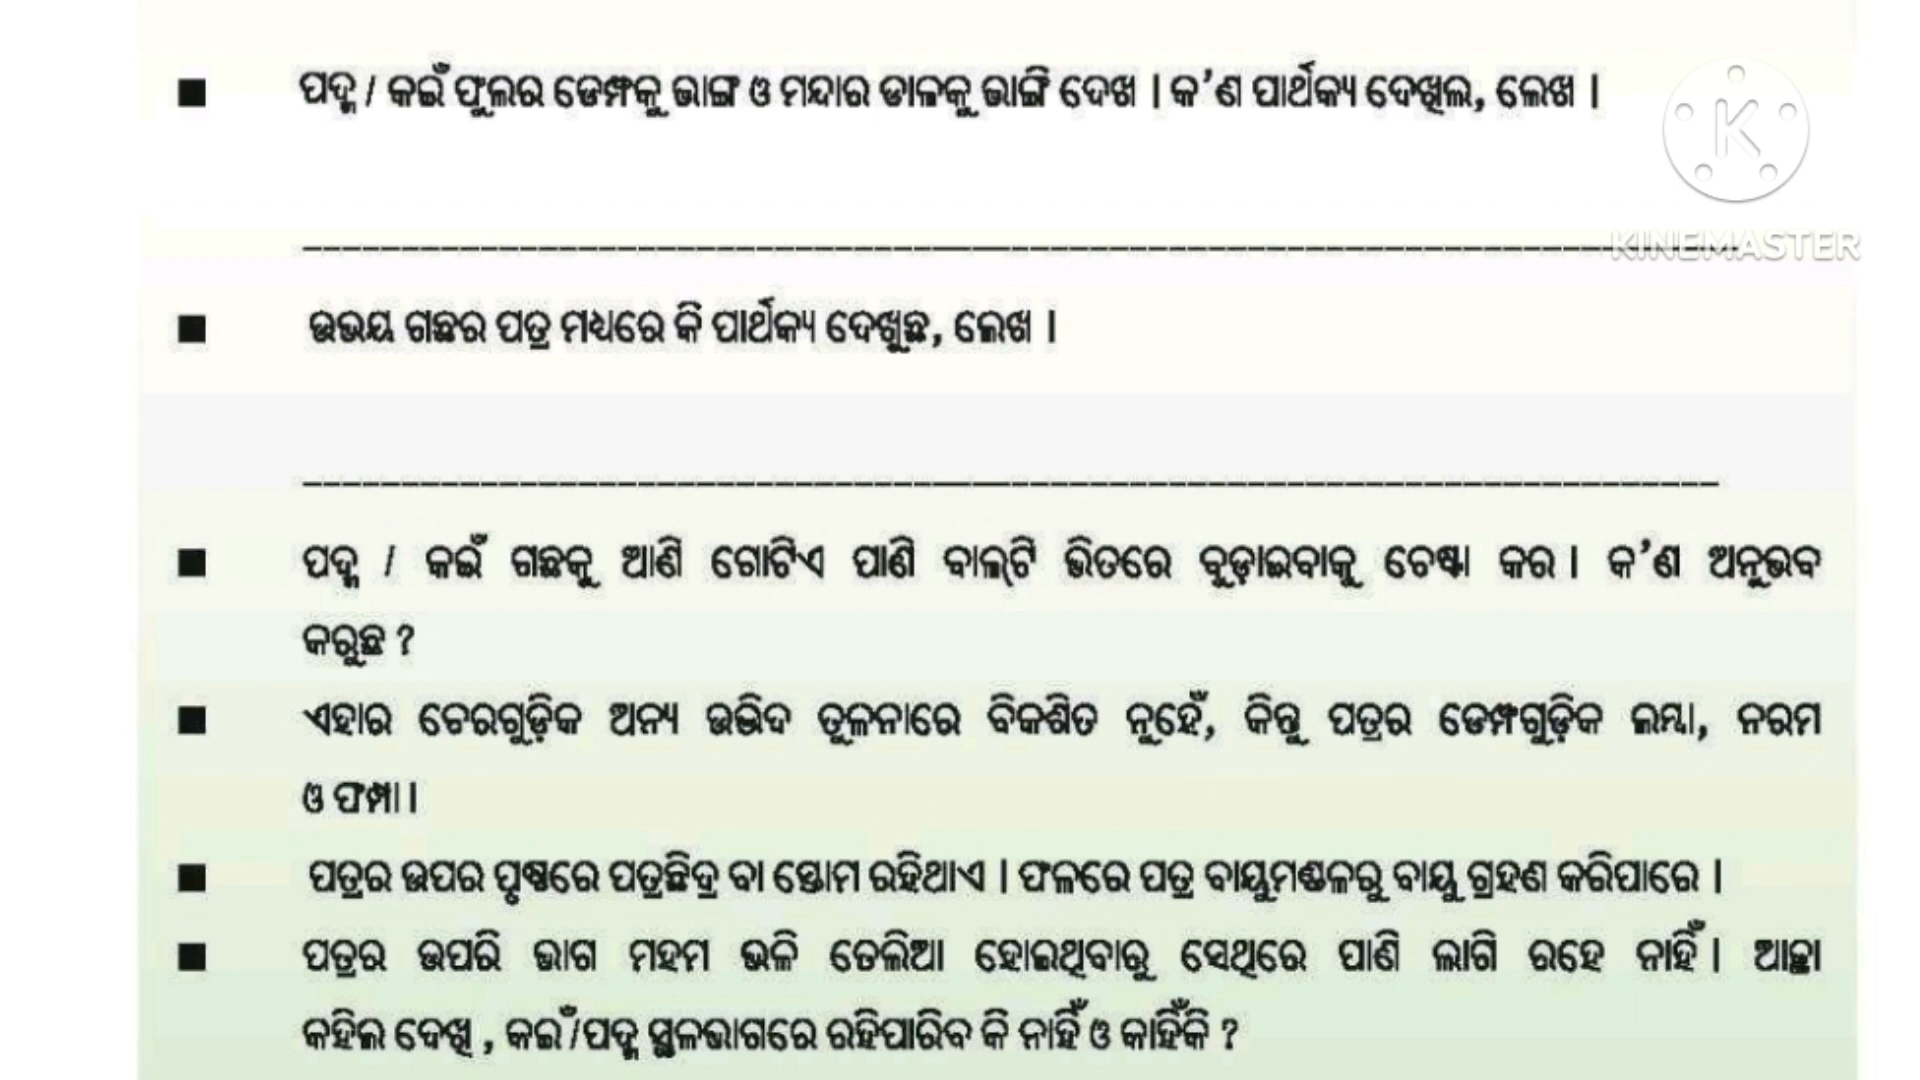 ■ ପଦ୍ମ / କଇଁ ଫୁଲର ଡେମ୍ଫକୁ ଭାଙ୍ଗ ଓ ମନ୍ଦାର ଡାଳକୁ ଭାଙ୍ଗି ଦେଖ । କ'ଣ ପାର୍ଥକ୍ୟ ଦେଖିଲ, ଲେଖ ।
KINEMASTER
■ ଉଭୟ ଗଛର ପତ୍ର ମଧ୍ୟରେ କି ପାର୍ଥକ୍ୟ ଦେଖୁଛ, ଲେଖ ।
■ ପଦ୍ମ / କଇଁ ଗଛକୁ ଆଣି ଗୋଟିଏ ପାଣି ବାଲ୍‌ଟି ଭିତରେ ବୁଡ଼ାଇବାକୁ ଚେଷ୍ଟା କର । କ'ଣ ଅନୁଭବ
କରୁଛ ?
■ ଏହାର ଚେରଗୁଡ଼ିକ ଅନ୍ୟ ଉଦ୍ଭିଦ ତୁଳନାରେ ବିକଶିତ ନୁହେଁ, କିନ୍ତୁ ପତ୍ରର ଡେମ୍ଫଗୁଡ଼ିକ ଲମ୍ବା, ନରମ
ଓ ଫମ୍ପା ।
■ ପତ୍ରର ଉପର ପୃଷ୍ଠରେ ପତ୍ରଛିଦ୍ର ବା ସ୍ତୋମ ରହିଥାଏ । ଫଳରେ ପତ୍ର ବାୟୁମଣ୍ଡଳରୁ ବାୟୁ ଗ୍ରହଣ କରିପାରେ ।
■ ପତ୍ରର ଉପରି ଭାଗ ମହମ ଭଳି ତେଲିଆ ହୋଇଥିବାରୁ ସେଥିରେ ପାଣି ଲାଗି ରହେ ନାହିଁ । ଆଚ୍ଛା
କହିଲ ଦେଖି , କଇଁ/ପଦ୍ମ ସ୍ଥଳଭାଗରେ ରହିପାରିବ କି ନାହିଁ ଓ କାହିଁକି ?